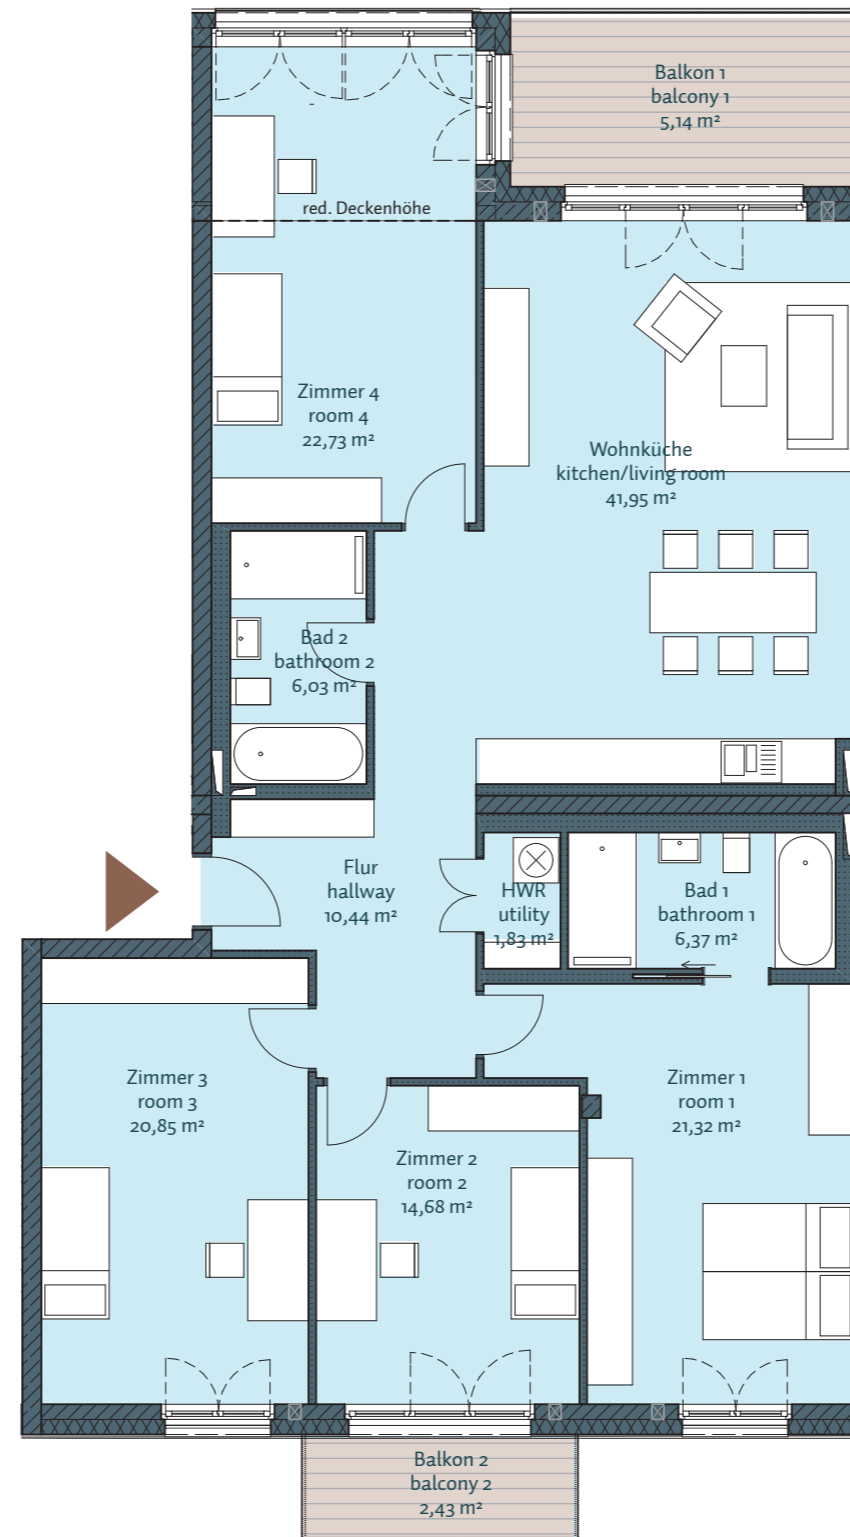 Balkon 1
balcony 1
5,14 m²
red. Deckenhöhe
Zimmer 4
room 4
22,73 m²
Wohnküche
kitchen/living room
41,95 m²
Bad 2
bathroom 2
6,03 m²
Flur
hallway
10,44 m²
HWR
utility
1,83 m²
Bad 1
bathroom 1
6,37 m²
Zimmer 3
room 3
20,85 m²
Zimmer 2
room 2
14,68 m²
Zimmer 1
room 1
21,32 m²
Balkon 2
balcony 2
2,43 m²